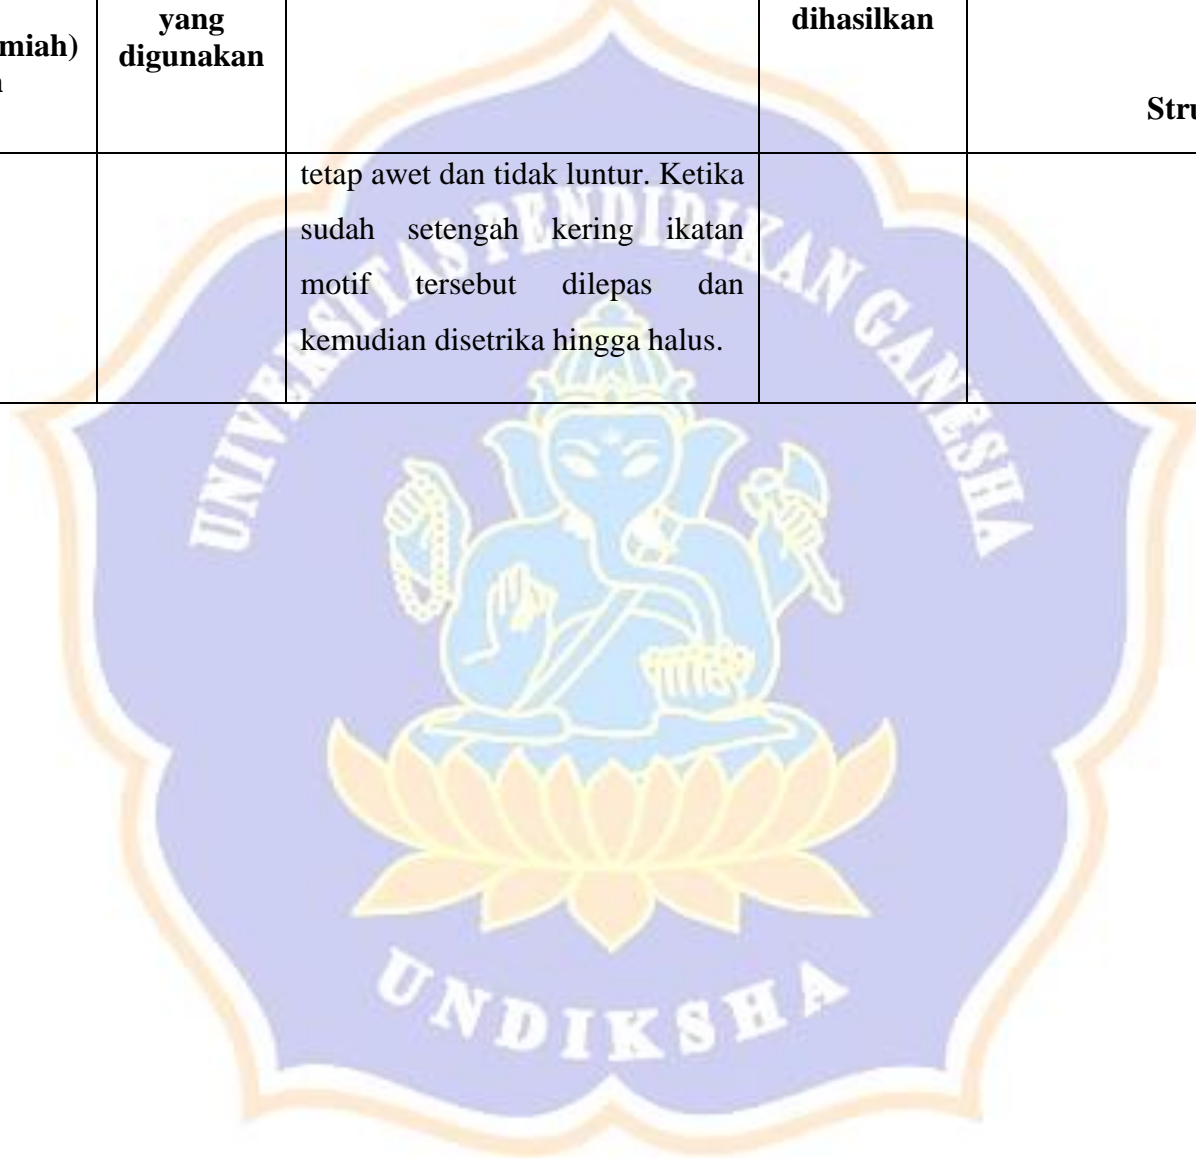 yang
dihasilkan
miah)
digunakan
Stru
tetap awet dan tidak luntur. Ketika
sudah setengah kering ikatan
motif tersebut dilepas dan
kemudian disetrika hingga halus.
UNIVERSITAS PENDIDIKAN GANESHA
UNDIKSHA